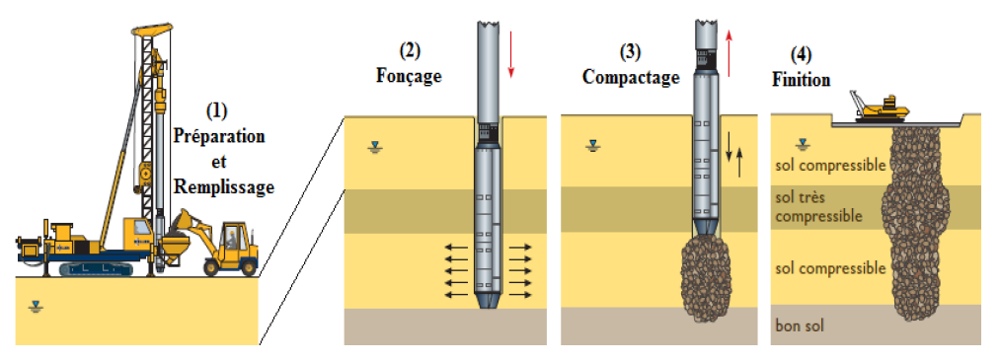 (1)
Préparation
et
Remplissage
(2)
Fonçage
(3)
Compactage
(4)
Finition
sol compressible
sol très
compressible
sol compressible
bon sol